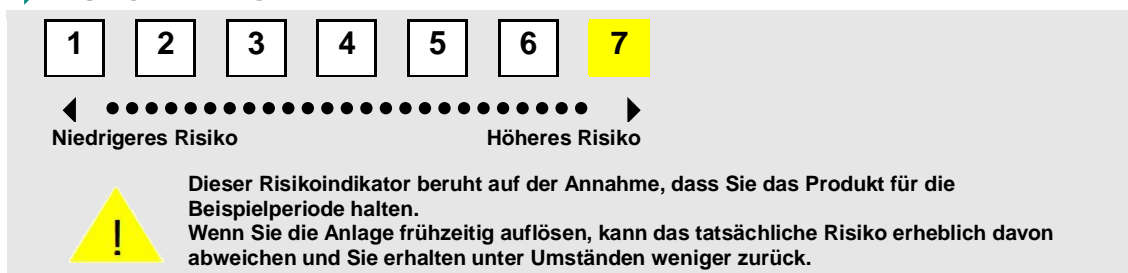 1 2 3 4 5 6 7
Niedrigeres Risiko Höheres Risiko
Dieser Risikoindikator beruht auf der Annahme, dass Sie das Produkt für die
Beispielperiode halten.
Wenn Sie die Anlage frühzeitig auflösen, kann das tatsächliche Risiko erheblich davon
abweichen und Sie erhalten unter Umständen weniger zurück.
!